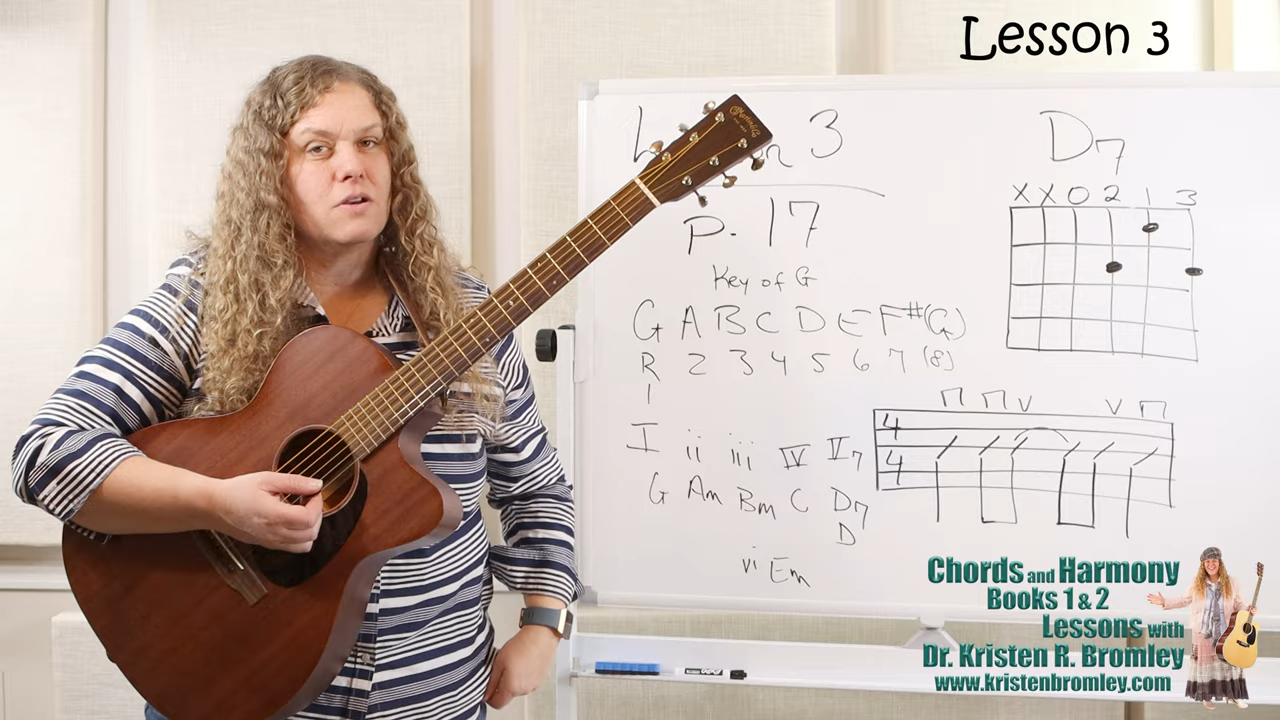 Lesson 3
3
p. 17
Key of G
G A B C D E F# (G)
R 2 3 4 5 6 7 (8)
1
I ii iii IV V7
G Am Bm C D7
D
vi Em
D7
X X 0 2 1 3
4
4
Chords and Harmony
Books 1 & 2
Lessons with
Dr. Kristen R. Bromley
www.kristenbromley.com